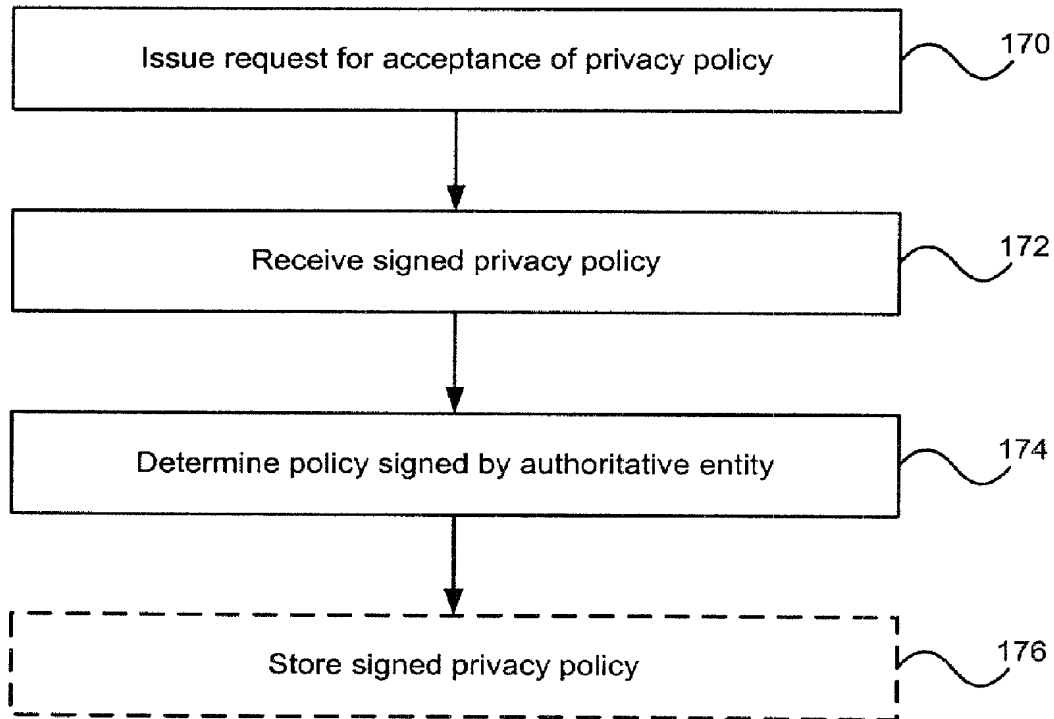 Issue request for acceptance of privacy policy
170
Receive signed privacy policy
172
Determine policy signed by authoritative entity
174
Store signed privacy policy
176